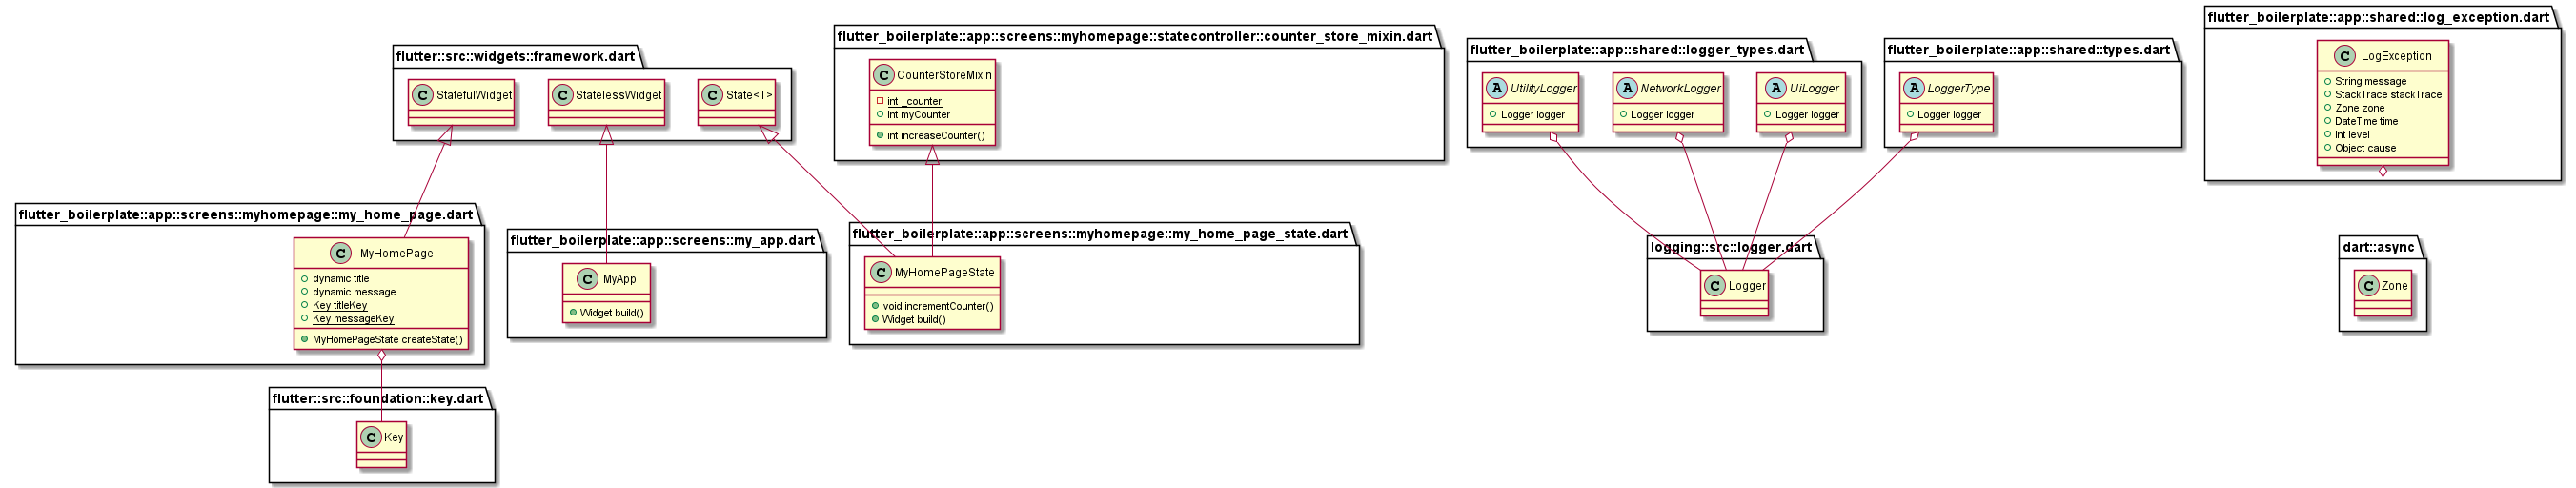 flutter::src::widgets::framework.dart
C StatefulWidget
C StatelessWidget
C State<T>
flutter_boilerplate::app::screens::myhomepage::statecontroller::counter_store_mixin.dart
C CounterStoreMixin
int _counter
int myCounter
int increaseCounter()
flutter_boilerplate::app::shared::logger_types.dart
A UtilityLogger
Logger logger
A NetworkLogger
Logger logger
A UiLogger
Logger logger
flutter_boilerplate::app::shared::types.dart
A LoggerType
Logger logger
flutter_boilerplate::app::shared::log_exception.dart
C LogException
String message
StackTrace stackTrace
Zone zone
DateTime time
int level
Object cause
flutter_boilerplate::app::screens::myhomepage::my_home_page.dart
C MyHomePage
dynamic title
dynamic message
Key titleKey
Key messageKey
MyHomePageState createState()
flutter_boilerplate::app::screens::my_app.dart
C MyApp
Widget build()
flutter_boilerplate::app::screens::myhomepage::my_home_page_state.dart
C MyHomePageState
void incrementCounter()
Widget build()
logging::src::logger.dart
C Logger
dart::async
C Zone
flutter::src::foundation::key.dart
C Key